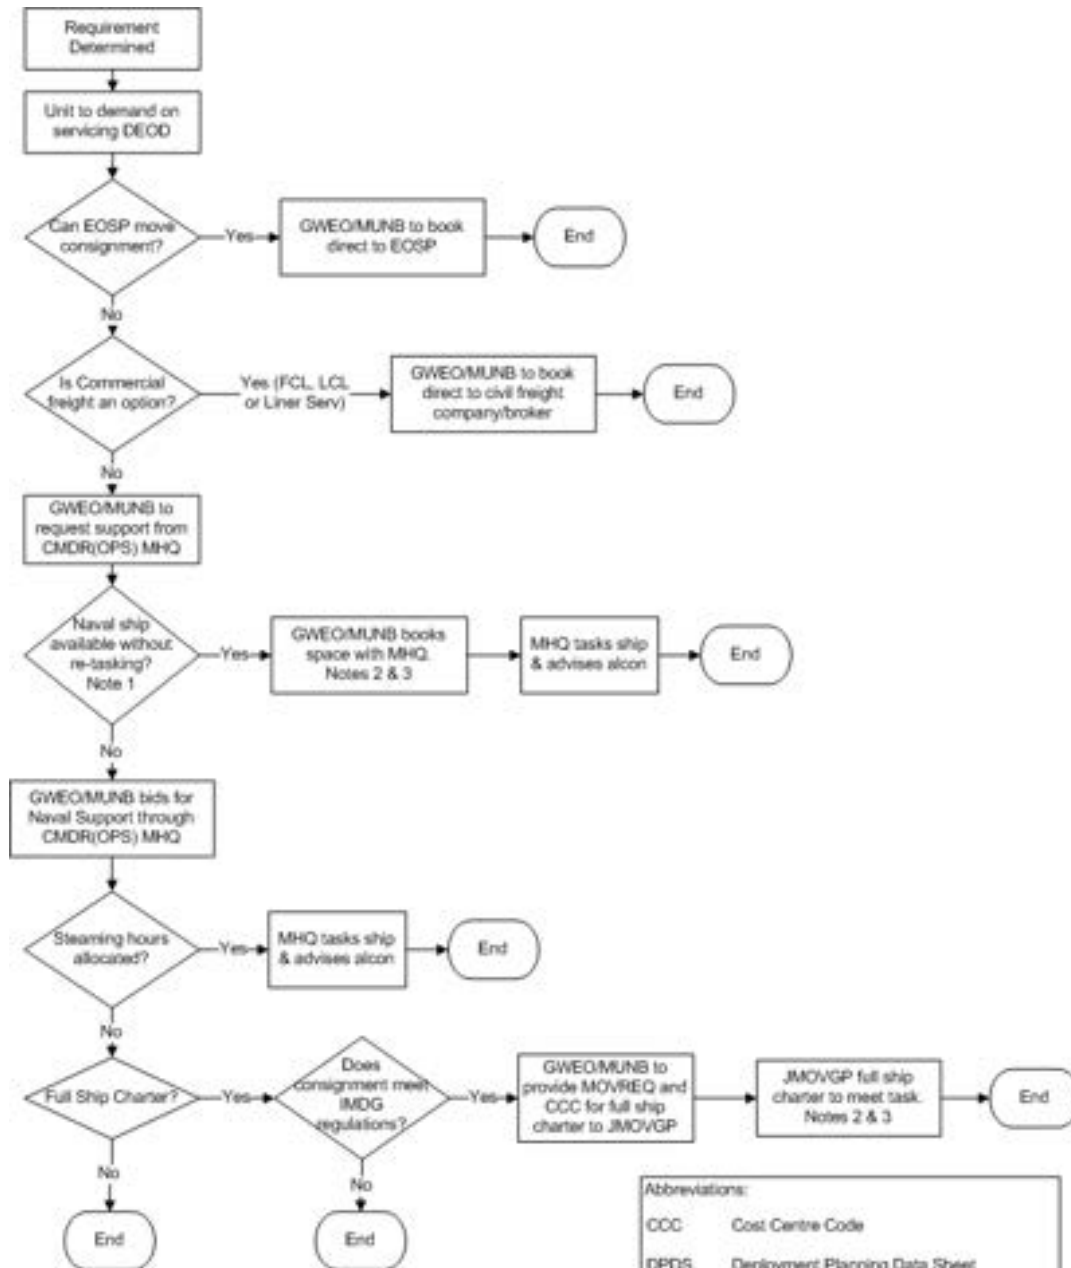 Requirement
Determined
Unit to demand on
servicing DEOD
Can EOSP move
consignment?
Yes
GWEO/MUNB to book
direct to EOSP
End
No
Is Commercial
freight an option?
Yes (FCL, LCL
or Liner Serv)
GWEO/MUNB to book
direct to civil freight
company/broker
End
No
GWEO/MUNB to
request support from
CMDR(OPS) MHQ
Naval ship
available without
re-tasking?
Note 1
Yes
GWEO/MUNB books
space with MHQ.
Notes 2 & 3
MHQ tasks ship
& advises alcon
End
No
GWEO/MUNB bids for
Naval Support through
CMDR(OPS) MHQ
Steaming hours
allocated?
Yes
MHQ tasks ship
& advises alcon
End
No
Full Ship Charter?
Yes
Does
consignment meet
IMDG
regulations?
Yes
GWEO/MUNB to
provide MOVREQ and
CCC for full ship
charter to JMOVGP
JMOVGP full ship
charter to meet task.
Notes 2 & 3
End
No
End
No
End
Abbreviations:
CCC Cost Centre Code
DPDS Deployment Planning Data Sheet